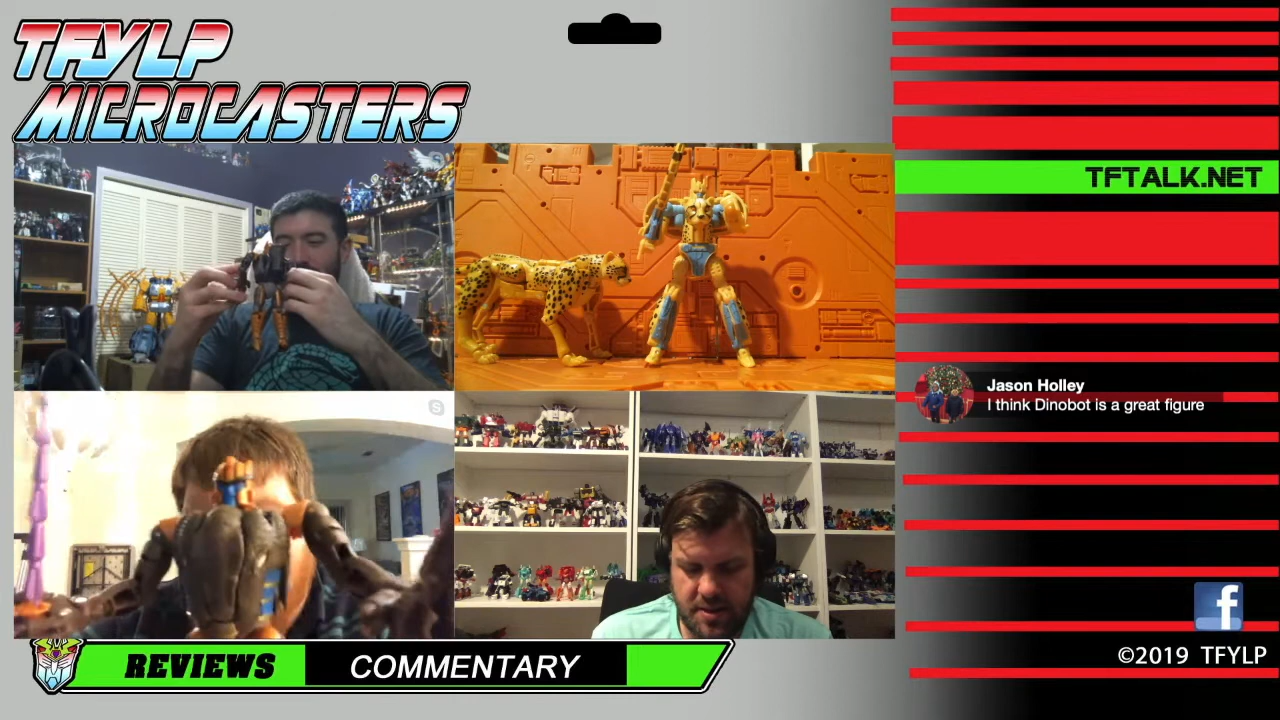 TFYLP
MICROCASTERS
TFTALK.NET
Jason Holley
I think Dinobot is a great figure
REVIEWS
COMMENTARY
©2019 TFYLP